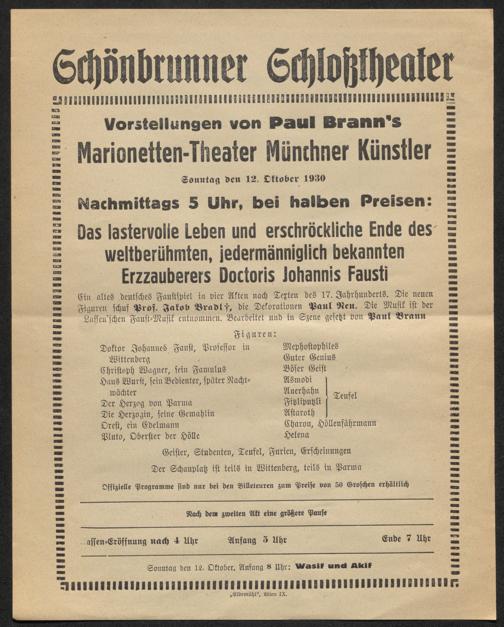 Schönbrunner Schloßtheater
Vorstellungen von Paul Brann's
Marionetten-Theater Münchner Künstler
Sonntag den 12. Oktober 1930
Nachmittags 5 Uhr, bei halben Preisen:
Das lastervolle Leben und erschröckliche Ende des
weltberühmten, jedermänniglich bekannten
Erzzauberers Doctoris Johannis Fausti
Ein altes deutsches Faustspiel in vier Akten nach Texten des 17. Jahrhunderts. Die neuen
Figuren schuf Prof. Jakob Bradl †, die Dekorationen Paul Neu. Die Musik ist der
Lassen'schen Faust-Musik entnommen. Bearbeitet und in Szene gesetzt von Paul Brann
Figuren:
Doktor Johannes Faust, Professor in
Wittenberg
Christoph Wagner, sein Famulus
Hans Wurst, sein Bedienter, später Nacht-
wächter
Der Herzog von Parma
Die Herzogin, seine Gemahlin
Orest, ein Edelmann
Pluto, Oberster der Hölle
Mephostophiles
Guter Genius
Böser Geist
Asmodi
Auerhahn
Fitzliputzli
Astaroth
Teufel
Charon, Höllenfährmann
Helena
Geister, Studenten, Teufel, Furien, Erscheinungen
Der Schauplatz ist teils in Wittenberg, teils in Parma
Offizielle Programme sind nur bei den Billeteuren zum Preise von 50 Groschen erhältlich
Nach dem zweiten Akt eine größere Pause
assen-Eröffnung nach 4 Uhr Anfang 5 Uhr Ende 7 Uhr
Sonntag den 12. Oktober, Anfang 8 Uhr: Wasif und Akif
„Elbemühl", Wien IX.